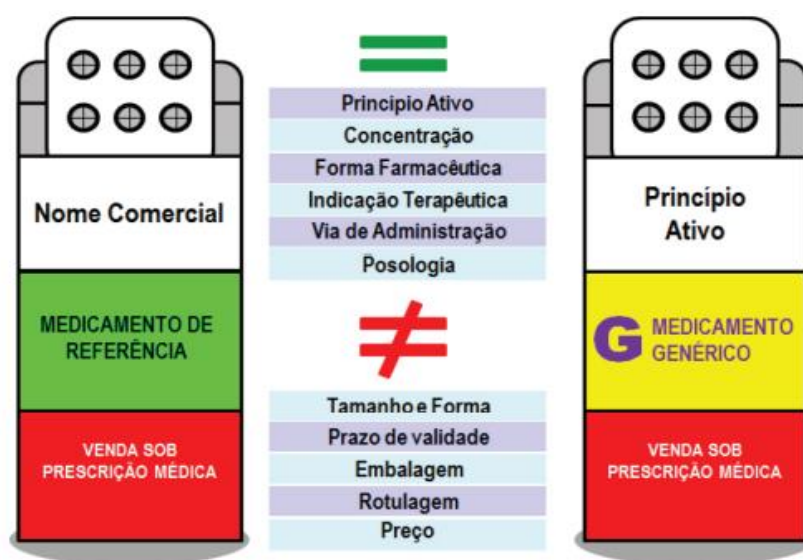 Nome Comercial
MEDICAMENTO DE
REFERÊNCIA
VENDA SOB
PRESCRIÇÃO MÉDICA
=
Principio Ativo
Concentração
Forma Farmacêutica
Indicação Terapêutica
Via de Administração
Posologia
≠
Tamanho e Forma
Prazo de validade
Embalagem
Rotulagem
Preço
Princípio
Ativo
G MEDICAMENTO
GENÉRICO
VENDA SOB
PRESCRIÇÃO MÉDICA